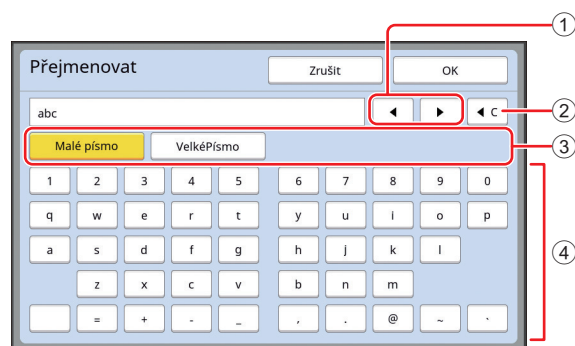 ①
Přejmenovat Zrušit OK
abc ◀ ▶ ◀ C ②
Malé písmo VelkéPísmo ③
1 2 3 4 5 6 7 8 9 0
q w e r t y u i o p
a s d f g h j k l ④
z x c v b n m
= + - _ , . @ ~ `